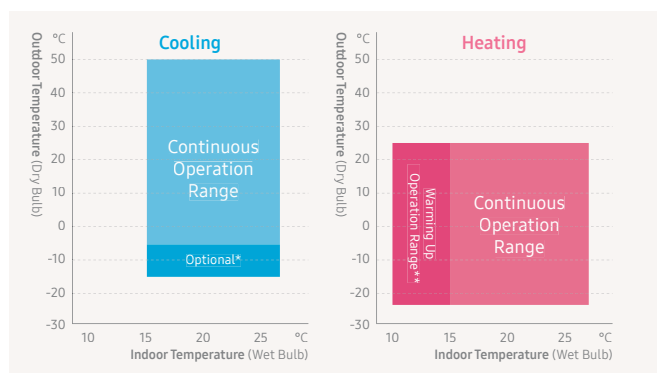 Cooling
Outdoor Temperature (Dry Bulb)
°C
50
40
30
20
10
0
-10
-20
-30
Continuous
Operation
Range
Optional*
10
15
20
25
°C
Indoor Temperature (Wet Bulb)
Heating
Outdoor Temperature (Dry Bulb)
°C
50
40
30
20
10
0
-10
-20
-30
Warming Up
Operation Range**
Continuous
Operation
Range
10
15
20
25
°C
Indoor Temperature (Wet Bulb)